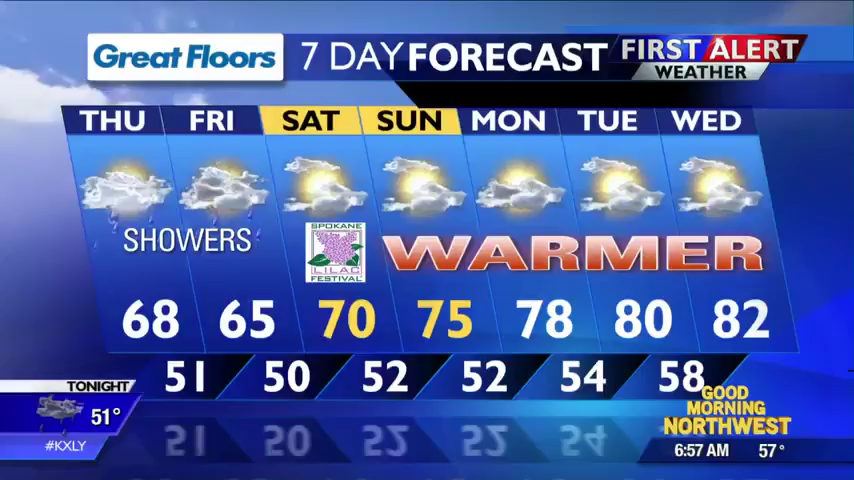 Great Floors
7 DAY FORECAST
FIRST ALERT
WEATHER
THU FRI SAT SUN MON TUE WED
SHOWERS
SPOKANE
LILAC
FESTIVAL
WARMER
68 65 70 75 78 80 82
51 50 52 52 54 58
TONIGHT
51°
#KXLY
GOOD
MORNING
NORTHWEST
6:57 AM 57°